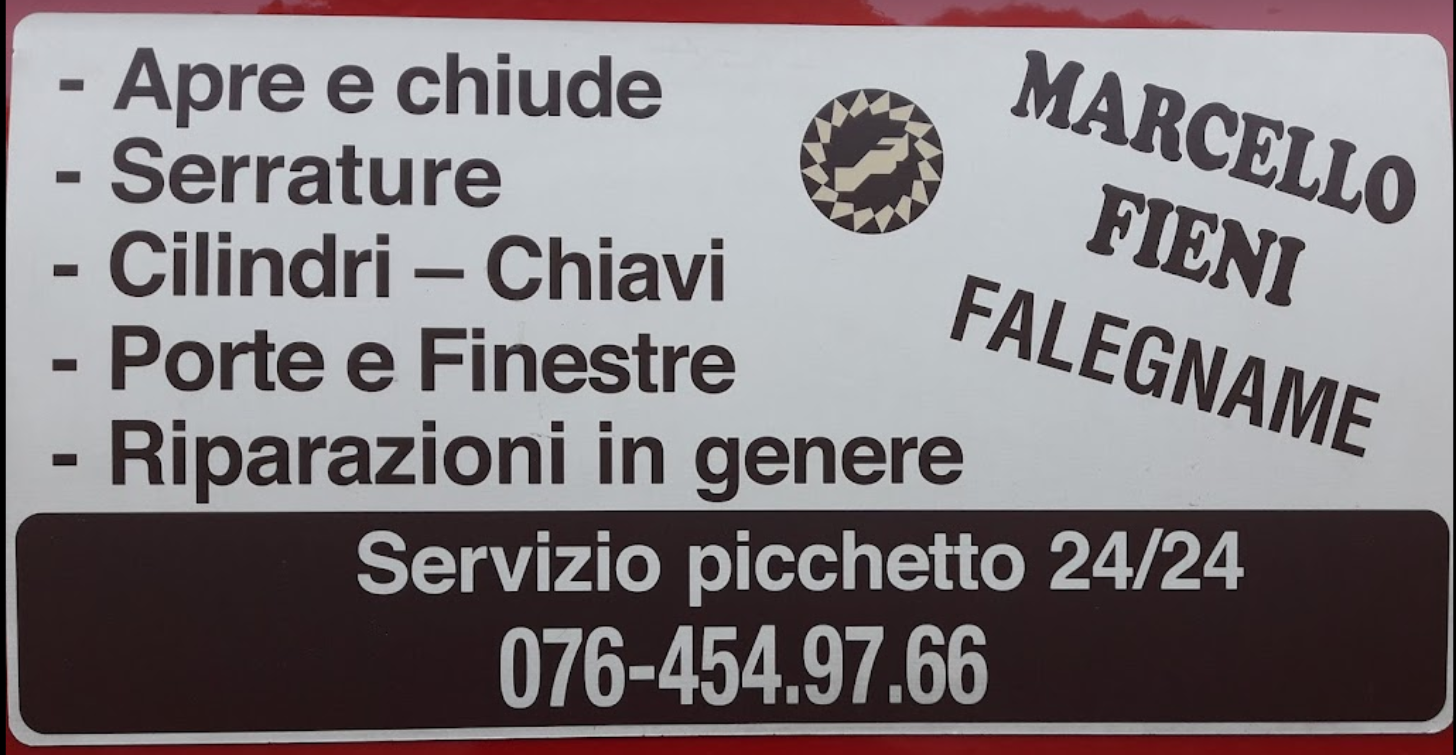 - Apre e chiude
- Serrature
- Cilindri – Chiavi
- Porte e Finestre
- Riparazioni in genere
MARCELLO
FIENI
FALEGNAME
Servizio picchetto 24/24
076-454.97.66